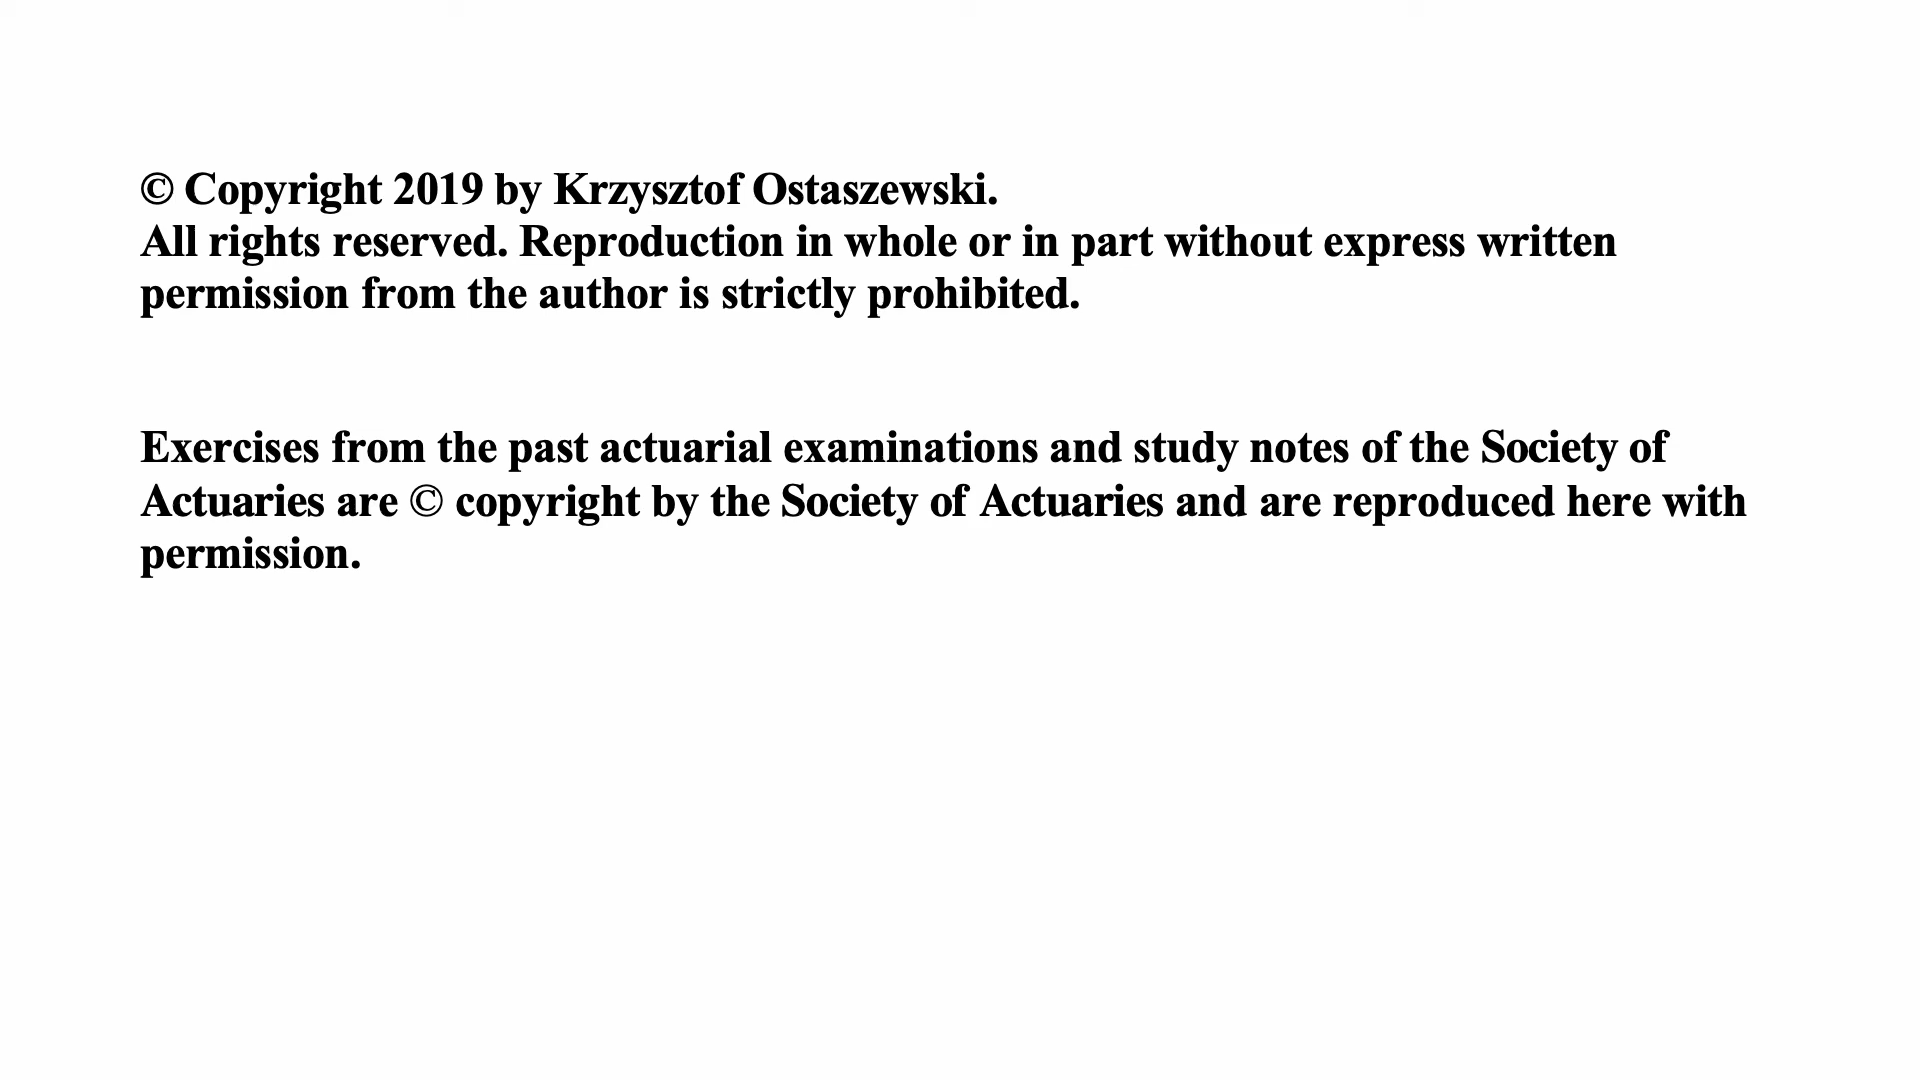 © Copyright 2019 by Krzysztof Ostaszewski.
All rights reserved. Reproduction in whole or in part without express written
permission from the author is strictly prohibited.
Exercises from the past actuarial examinations and study notes of the Society of
Actuaries are © copyright by the Society of Actuaries and are reproduced here with
permission.